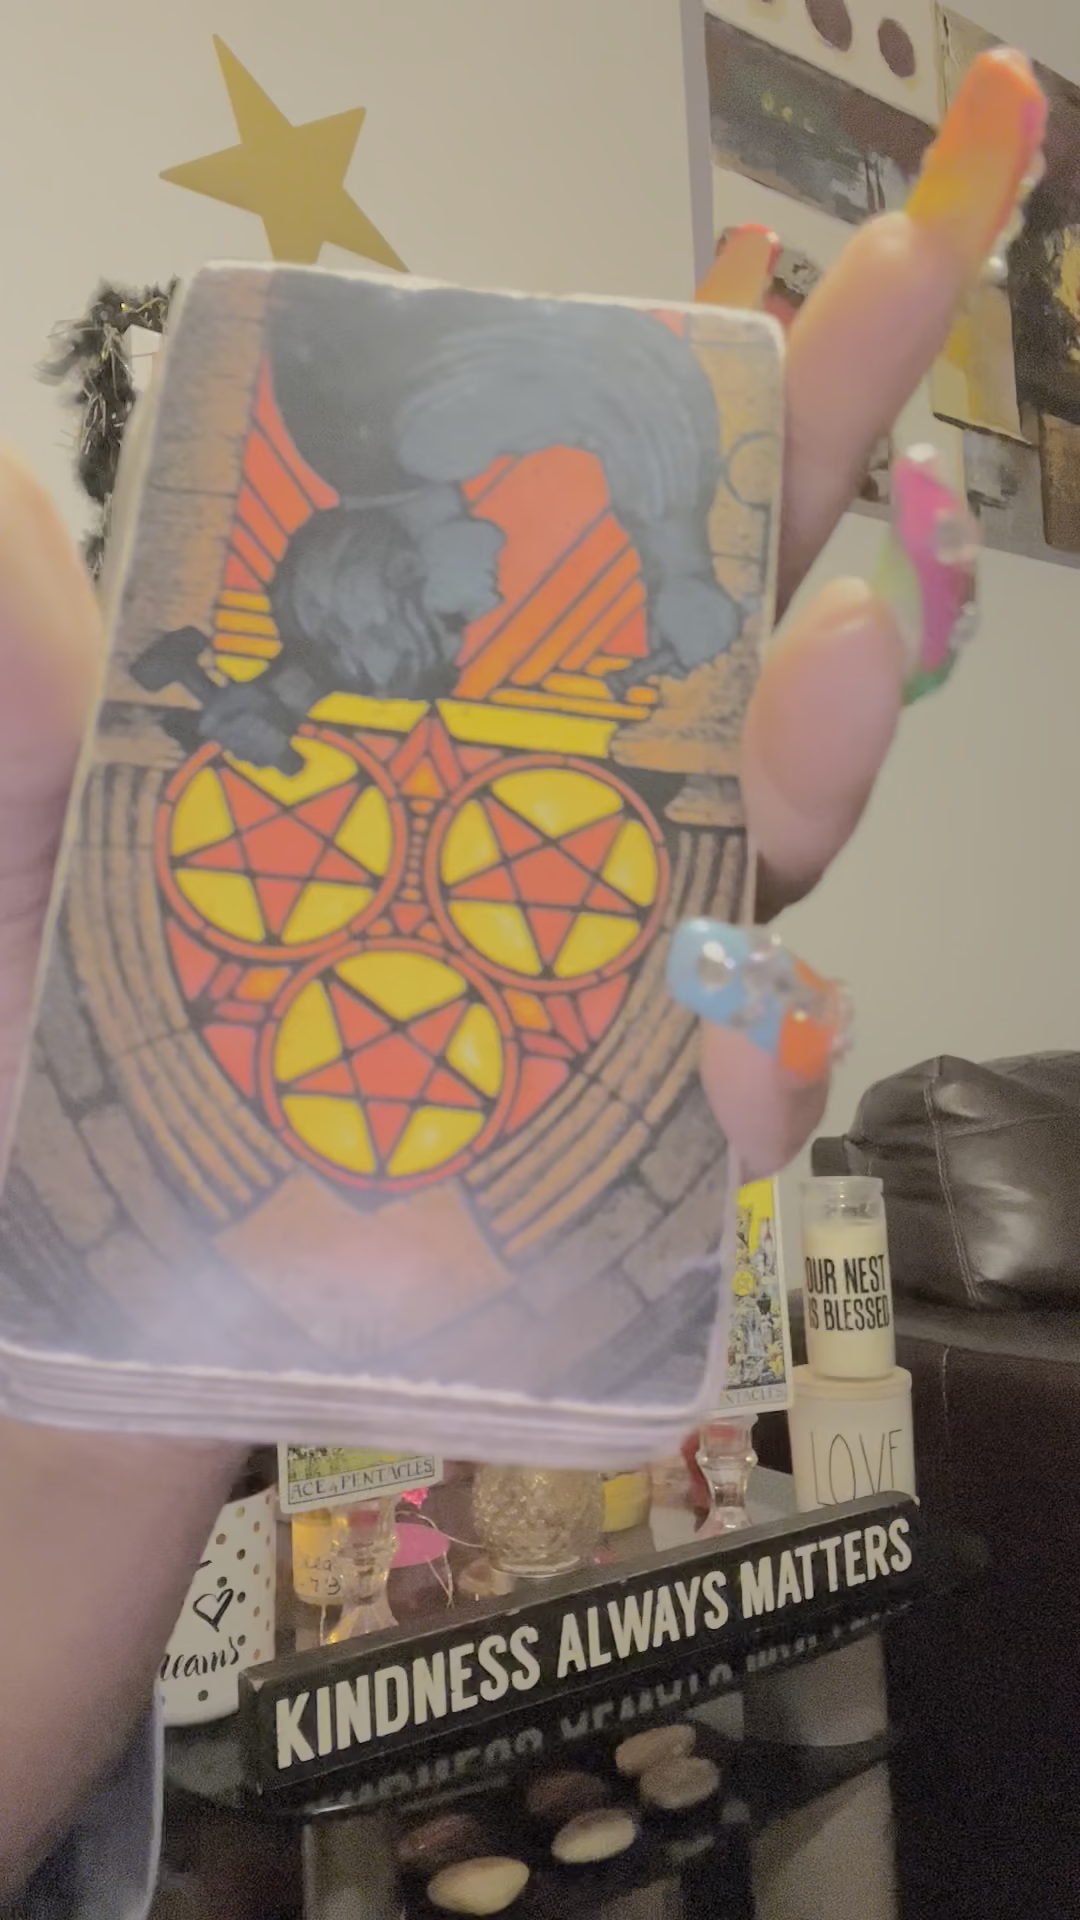 OUR NEST
IS BLESSED
LOVE
ACE of PENTACLES
KINDNESS ALWAYS MATTERS